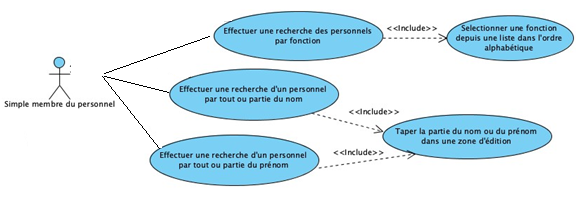 Effectuer une recherche des personnels
par fonction
<<Include>>
Selectionner une fonction
depuis une liste dans l'ordre
alphabétique
Simple membre du personnel
Effectuer une recherche d'un personnel
par tout ou partie du nom
<<Include>>
Taper la partie du nom ou du prénom
dans une zone d'édition
Effectuer une recherche d'un personnel
par tout ou partie du prénom
<<Include>>